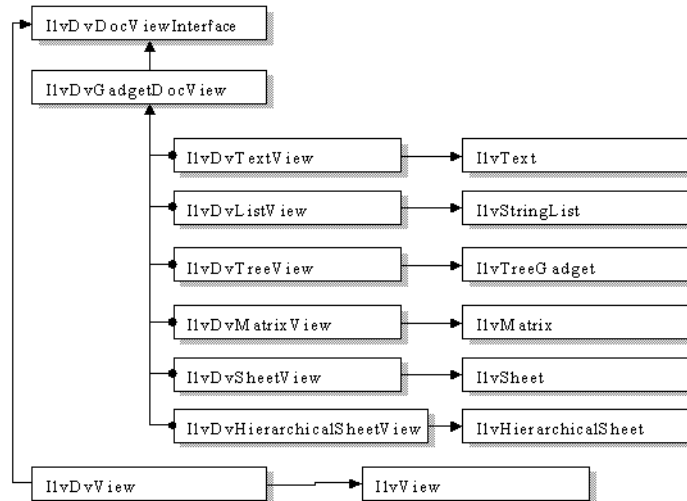 IlvDvDocViewInterface
IlvDvGadgetDocView
IlvDvTextView IlvText
IlvDvListView IlvStringList
IlvDvTreeView IlvTreeGadget
IlvDvMatrixView IlvMatrix
IlvDvSheetView IlvSheet
IlvDvHierarchicalSheetView IlvHierarchicalSheet
IlvDvView IlvView